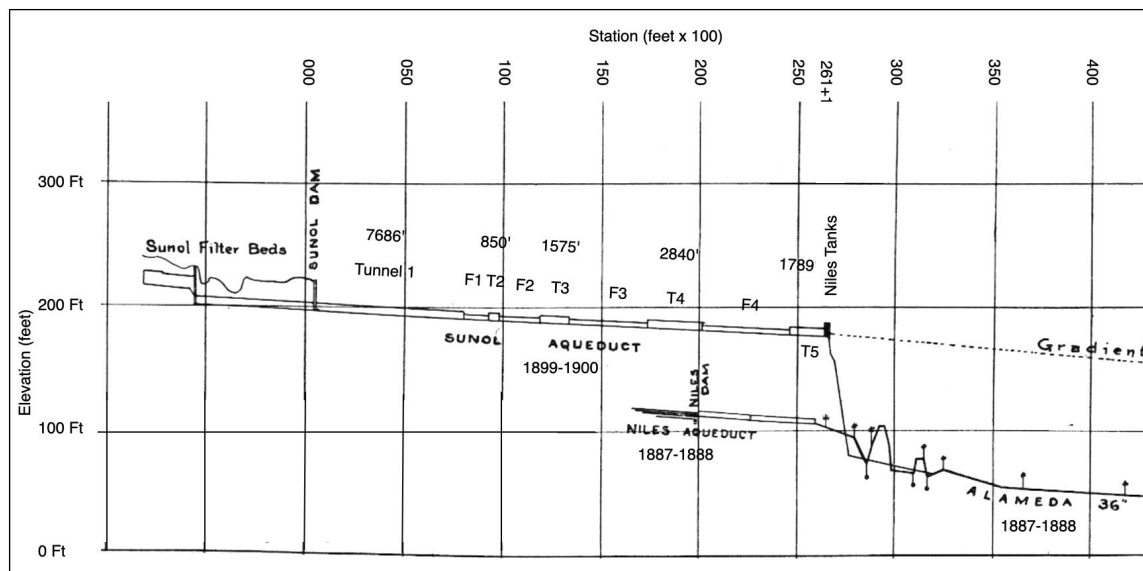 Station (feet x 100)
000
050
100
150
200
250
261+1
300
350
400
Elevation (feet)
300 Ft
200 Ft
100 Ft
0 Ft
Sunol Filter Beds
SUNOL DAM
7686'
Tunnel 1
850'
F1 T2 F2
1575'
T3
F3
2840'
T4
F4
1789
T5
Niles Tanks
SUNOL AQUEDUCT
1899-1900
Gradient
NILES DAM
NILES AQUEDUCT
1887-1888
ALAMEDA 36"
1887-1888